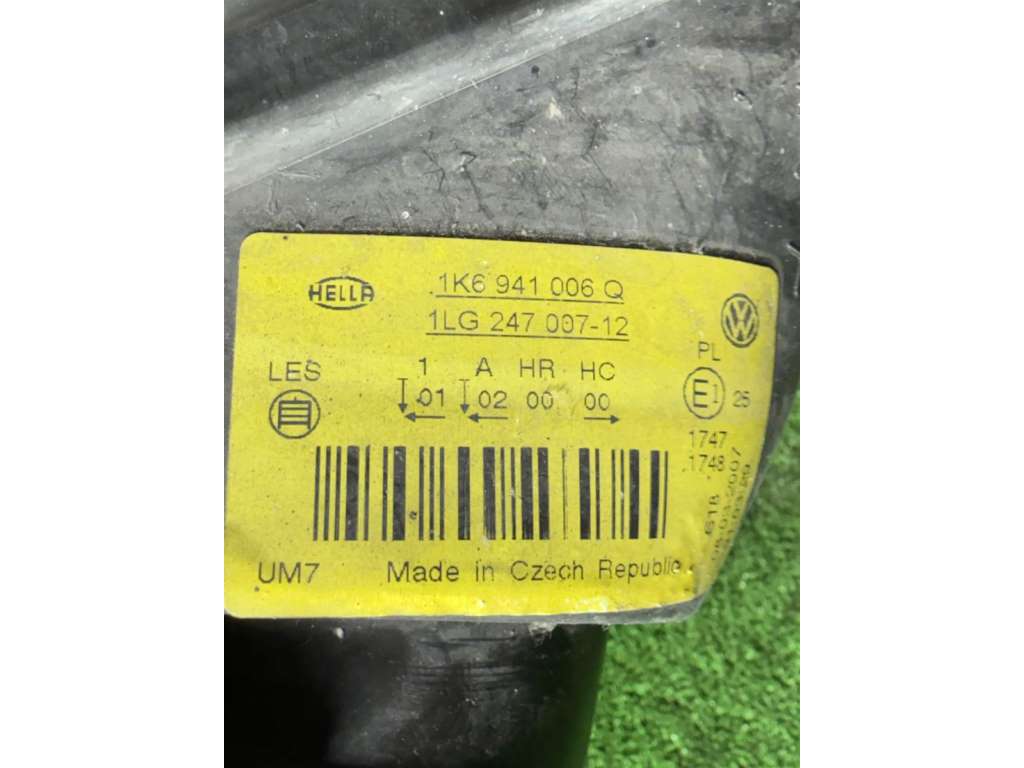 HELLA
1K6 941 006 Q
1LG 247 007-12
LES
1 A HR HC
01 02 00 00
PL
E1 25
1747
1748
UM7
Made in Czech Republic